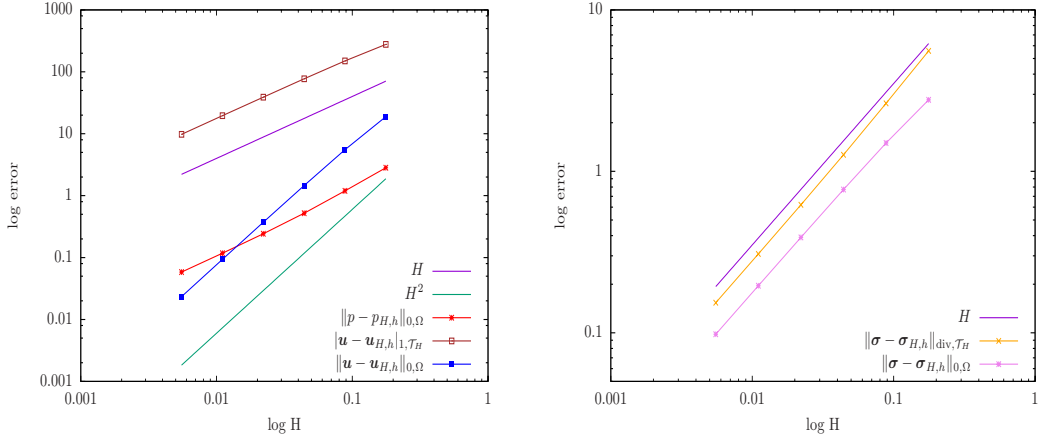 1000
100
10
1
0.1
0.01
0.001
0.001
0.01
0.1
1
log error
log H
H
H²
‖p − p_{H,h}‖_{0,Ω}
|u − u_{H,h}|_{1,𝒯_H}
‖u − u_{H,h}‖_{0,Ω}
10
1
0.1
0.001
0.01
0.1
1
log error
log H
H
‖σ − σ_{H,h}‖_{div,𝒯_H}
‖σ − σ_{H,h}‖_{0,Ω}